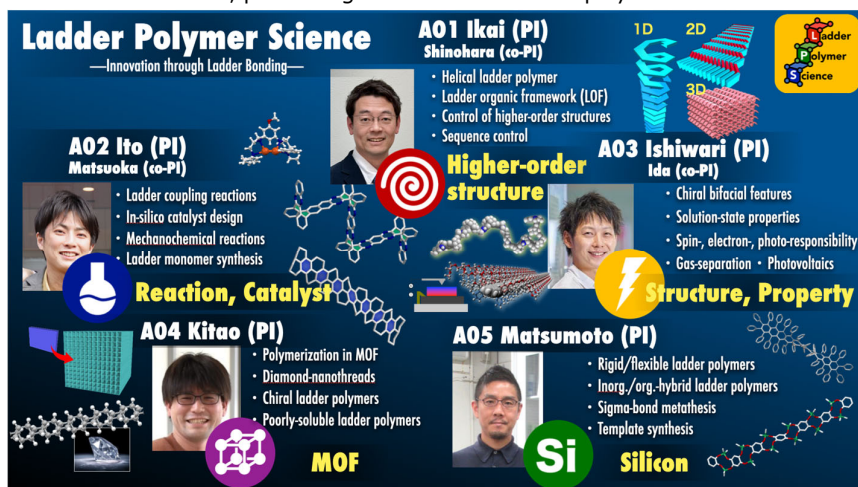 Ladder Polymer Science
—Innovation through Ladder Bonding—
A01 Ikai (PI)
Shinohara (co-PI)
• Helical ladder polymer
• Ladder organic framework (LOF)
• Control of higher-order structures
• Sequence control
Higher-order
structure
1D
2D
3D
Ladder
Polymer
Science
A02 Ito (PI)
Matsuoka (co-PI)
• Ladder coupling reactions
• In-silico catalyst design
• Mechanochemical reactions
• Ladder monomer synthesis
Reaction, Catalyst
A03 Ishiwari (PI)
Ida (co-PI)
• Chiral bifacial features
• Solution-state properties
• Spin-, electron-, photo-responsibility
• Gas-separation • Photovoltaics
Structure, Property
A04 Kitao (PI)
• Polymerization in MOF
• Diamond-nanothreads
• Chiral ladder polymers
• Poorly-soluble ladder polymers
MOF
A05 Matsumoto (PI)
• Rigid/flexible ladder polymers
• Inorg./org.-hybrid ladder polymers
• Sigma-bond metathesis
• Template synthesis
Si
Silicon